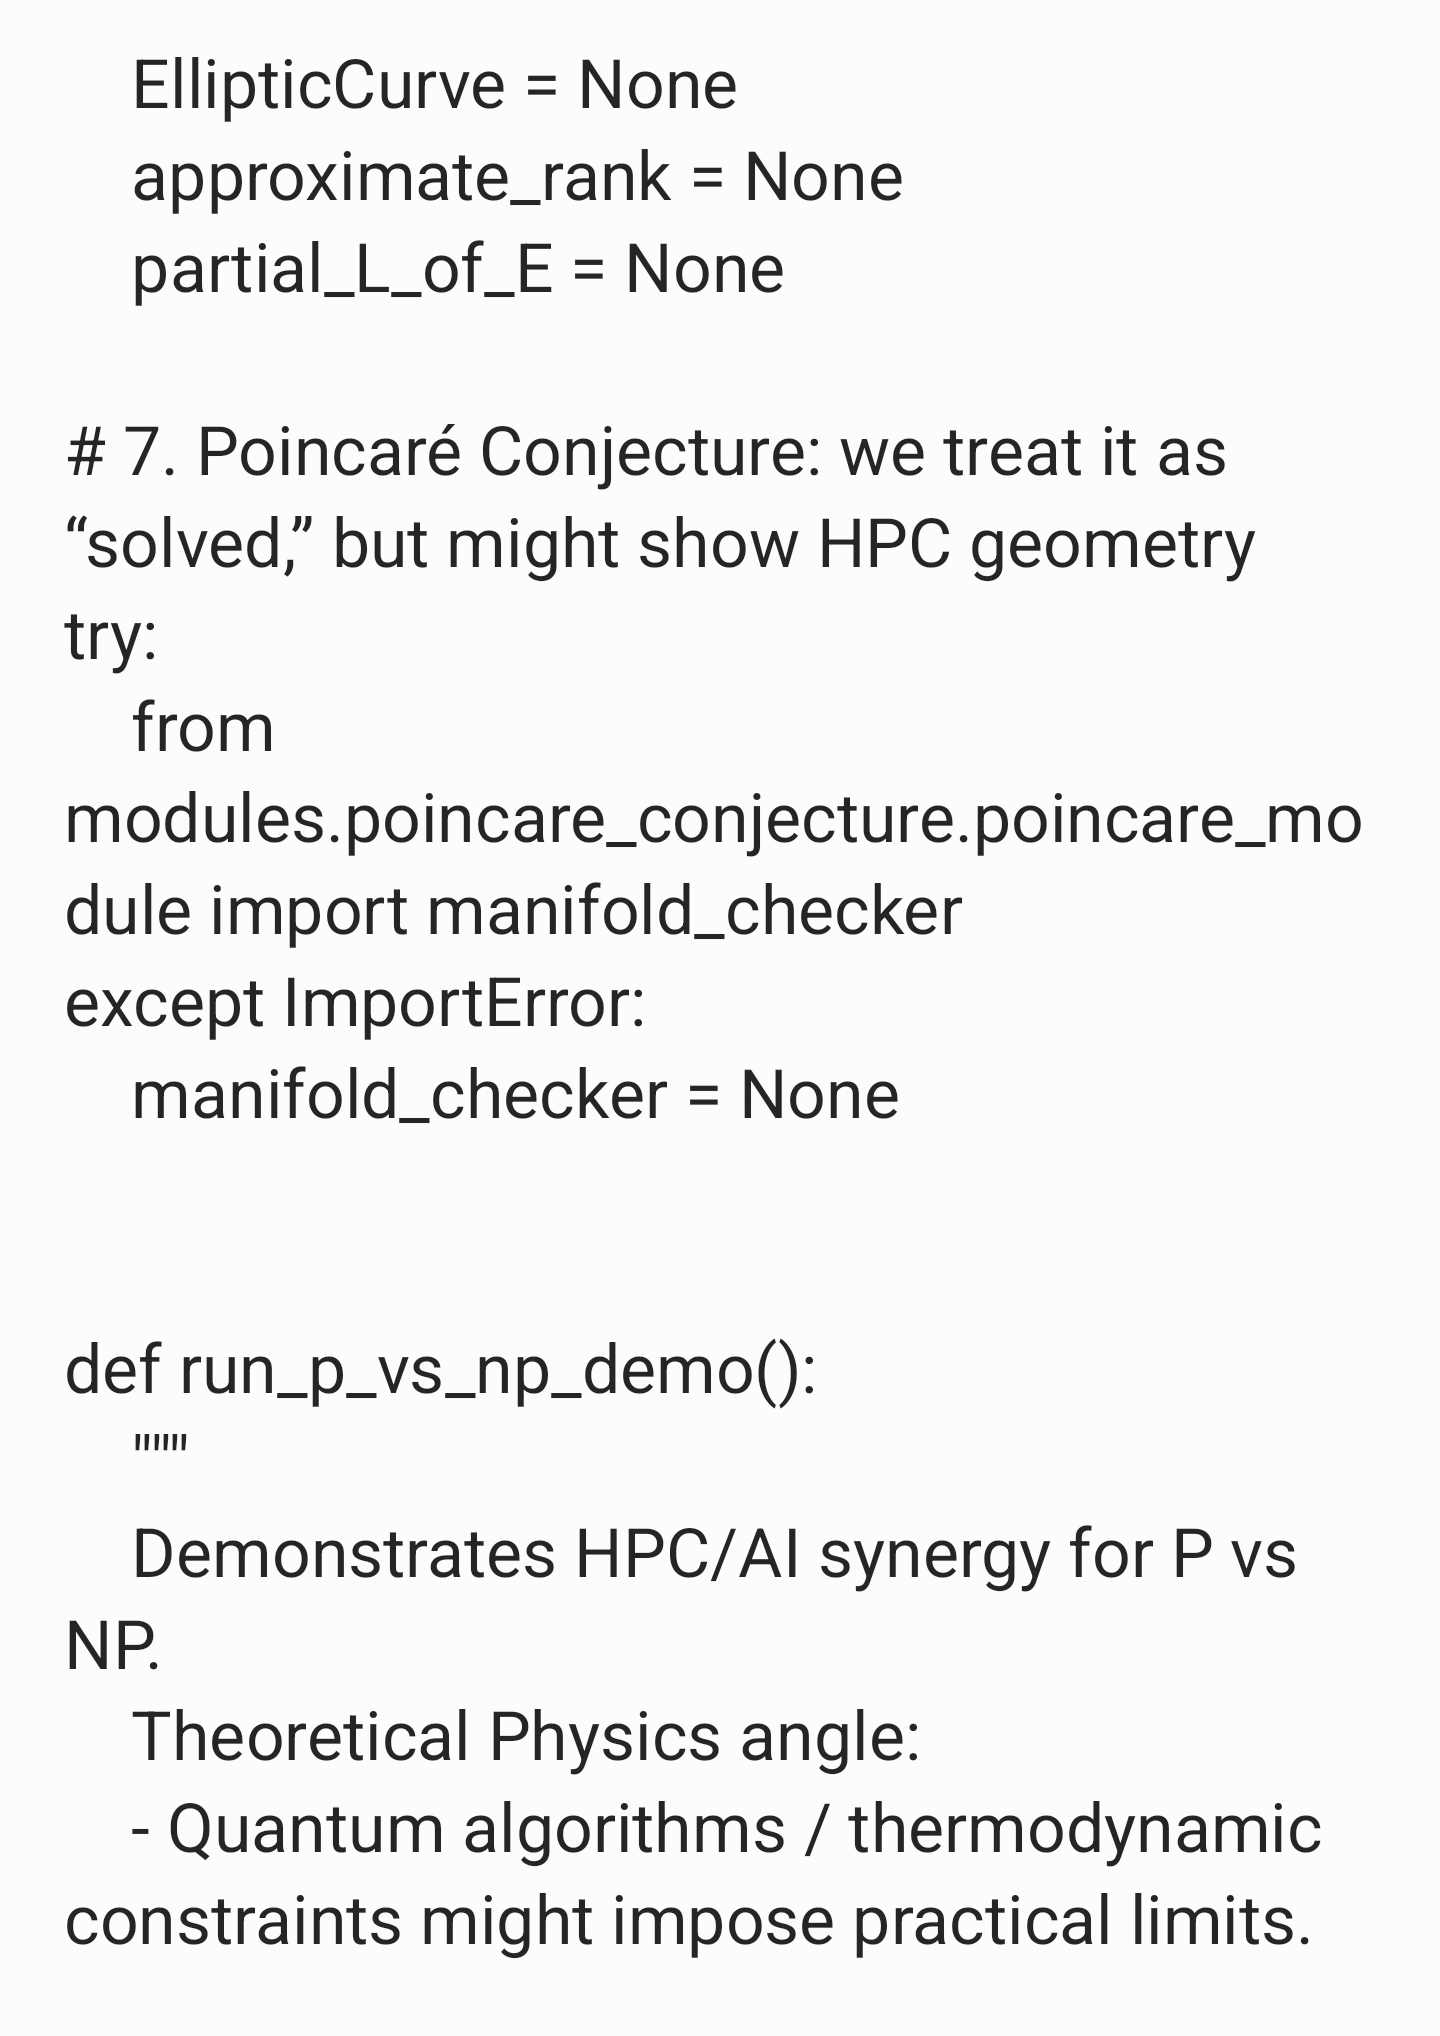 EllipticCurve = None
approximate_rank = None
partial_L_of_E = None
# 7. Poincaré Conjecture: we treat it as
“solved,” but might show HPC geometry
try:
from
modules.poincare_conjecture.poincare_mo
dule import manifold_checker
except ImportError:
manifold_checker = None
def run_p_vs_np_demo():
"""
Demonstrates HPC/AI synergy for P vs
NP.
Theoretical Physics angle:
- Quantum algorithms / thermodynamic
constraints might impose practical limits.